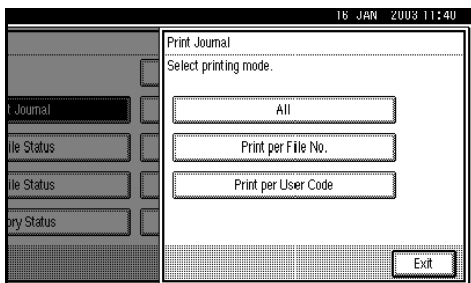 16 JAN 2003 11:40
Print Journal
Select printing mode.
t Journal
All
ile Status
Print per File No.
ile Status
Print per User Code
ory Status
Exit